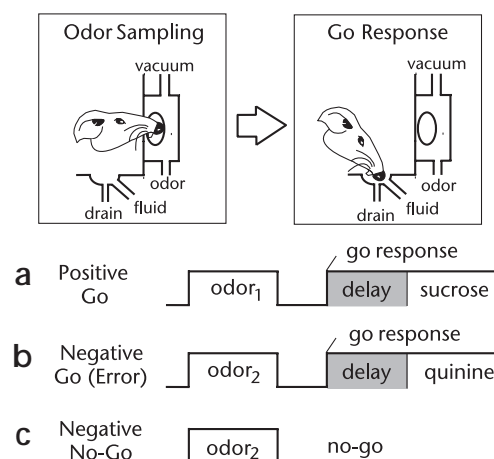 Odor Sampling
vacuum
odor
drain
fluid
Go Response
vacuum
odor
drain
fluid
go response
a Positive Go odor1 delay sucrose
go response
b Negative Go (Error) odor2 delay quinine
c Negative No-Go odor2 no-go